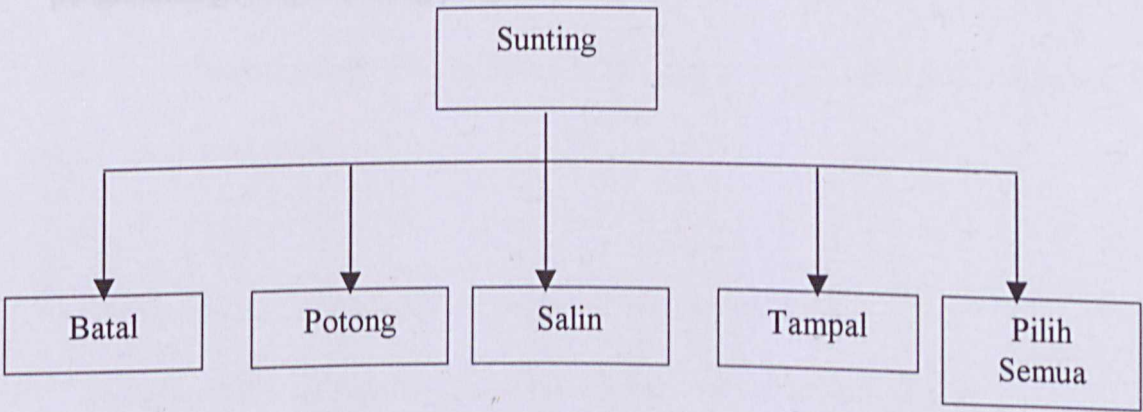 Sunting
Batal
Potong
Salin
Tampal
Pilih
Semua